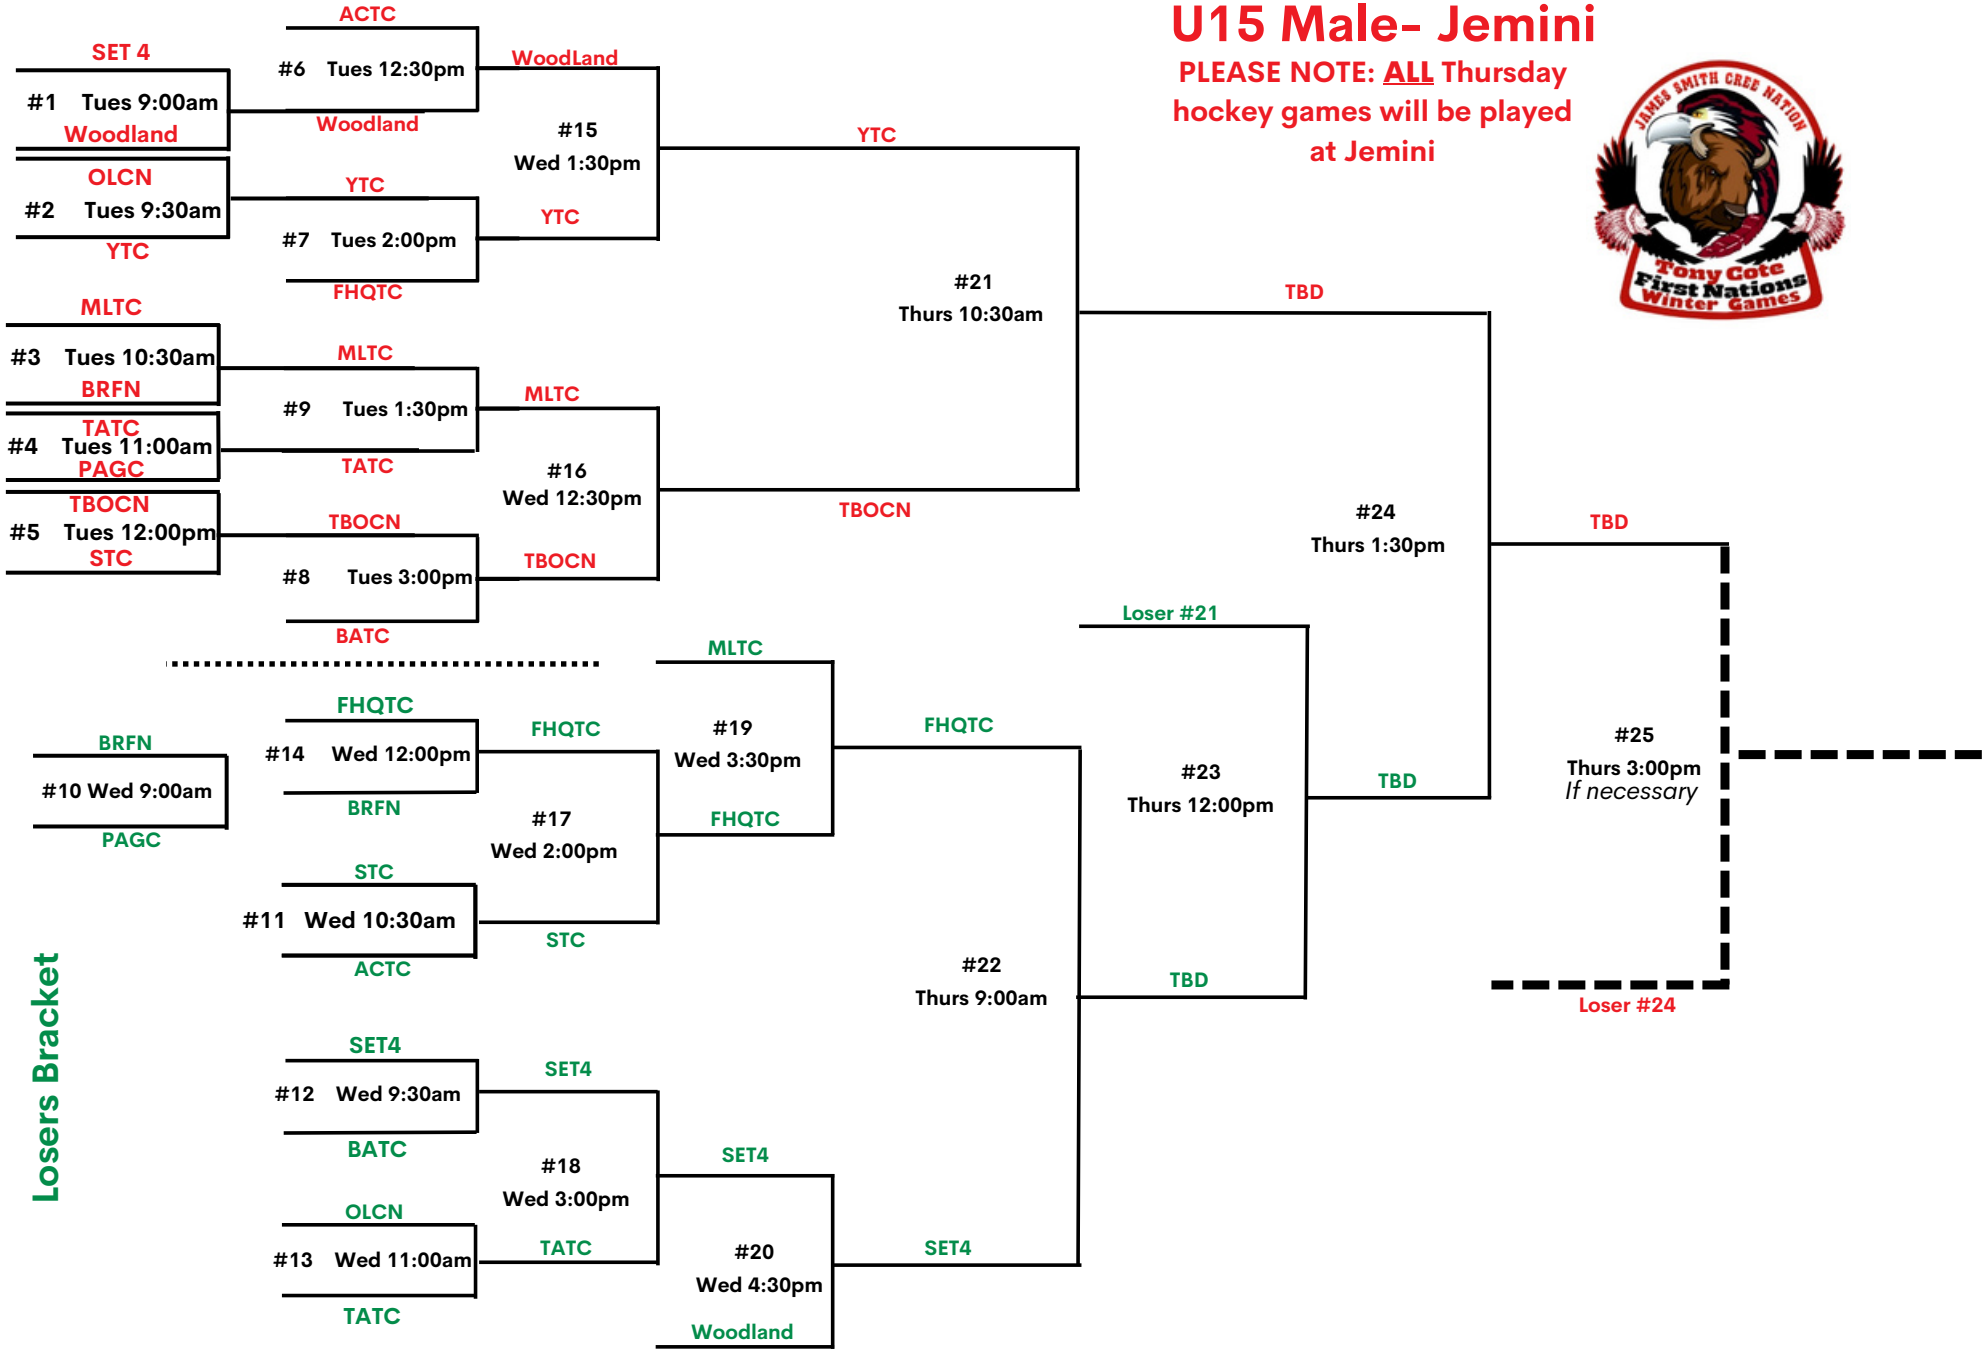 U15 Male- Jemini
PLEASE NOTE: ALL Thursday
hockey games will be played
at Jemini
JAMES SMITH CREE NATION
Tony Cote
First Nations
Winter Games
SET 4
#1 Tues 9:00am
Woodland
OLCN
#2 Tues 9:30am
YTC
MLTC
#3 Tues 10:30am
BRFN
TATC
#4 Tues 11:00am
PAGC
TBOCN
#5 Tues 12:00pm
STC
ACTC
#6 Tues 12:30pm
Woodland
YTC
#7 Tues 2:00pm
FHQTC
MLTC
#9 Tues 1:30pm
TATC
TBOCN
#8 Tues 3:00pm
BATC
WoodLand
#15
Wed 1:30pm
YTC
MLTC
#16
Wed 12:30pm
TBOCN
YTC
#21
Thurs 10:30am
TBOCN
TBD
#24
Thurs 1:30pm
TBD
TBD
#25
Thurs 3:00pm
If necessary
Loser #24
Losers Bracket
BRFN
#10 Wed 9:00am
PAGC
FHQTC
#14 Wed 12:00pm
BRFN
STC
#11 Wed 10:30am
ACTC
SET4
#12 Wed 9:30am
BATC
OLCN
#13 Wed 11:00am
TATC
FHQTC
#17
Wed 2:00pm
STC
SET4
#18
Wed 3:00pm
TATC
MLTC
#19
Wed 3:30pm
FHQTC
SET4
#20
Wed 4:30pm
Woodland
FHQTC
#22
Thurs 9:00am
SET4
Loser #21
#23
Thurs 12:00pm
TBD